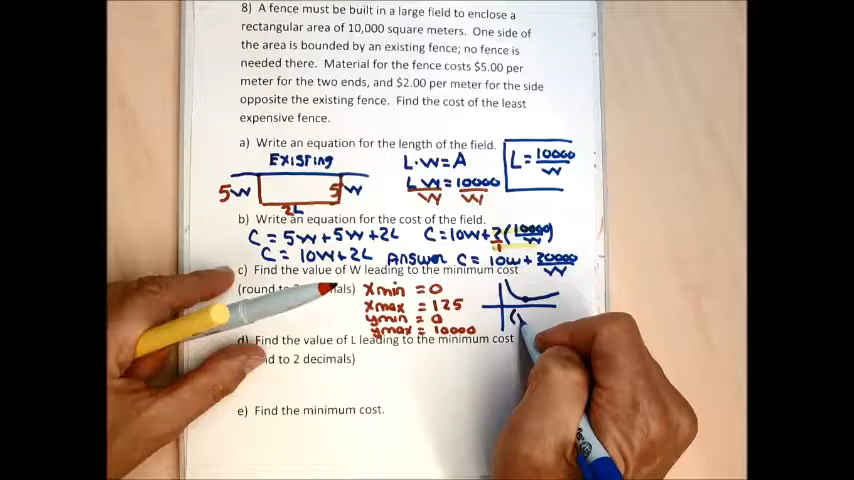 8) A fence must be built in a large field to enclose a
rectangular area of 10,000 square meters. One side of
the area is bounded by an existing fence; no fence is
needed there. Material for the fence costs $5.00 per
meter for the two ends, and $2.00 per meter for the side
opposite the existing fence. Find the cost of the least
expensive fence.
a) Write an equation for the length of the field.
EXISTING
L·W=A
L=10000/W
5W
5
W
LW=10000
W W
2L
b) Write an equation for the cost of the field.
C=5W+5W+2L
C=10W+2/1(10000/W)
C=10W+2L
ANSWER C=10W+20000/W
c) Find the value of W leading to the minimum cost
(round to
als)
xmin=0
xmax=125
ymin=0
ymax=10000
d) Find the value of L leading to the minimum cost
d to 2 decimals)
e) Find the minimum cost.